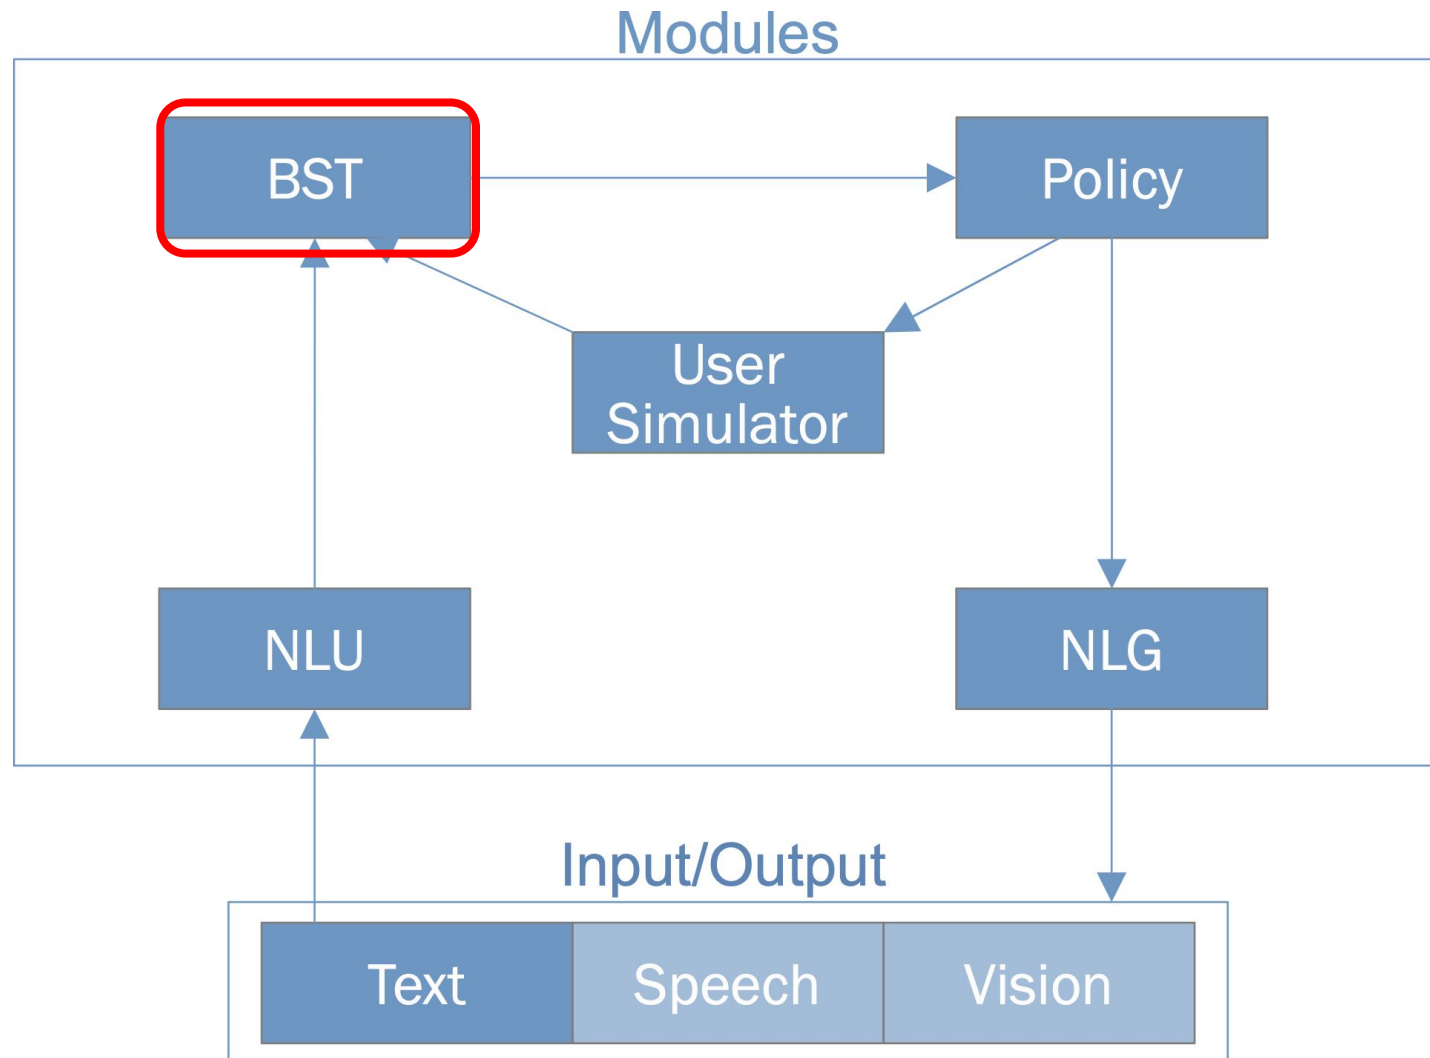 Modules
BST
Policy
User
Simulator
NLU
NLG
Input/Output
Text
Speech
Vision